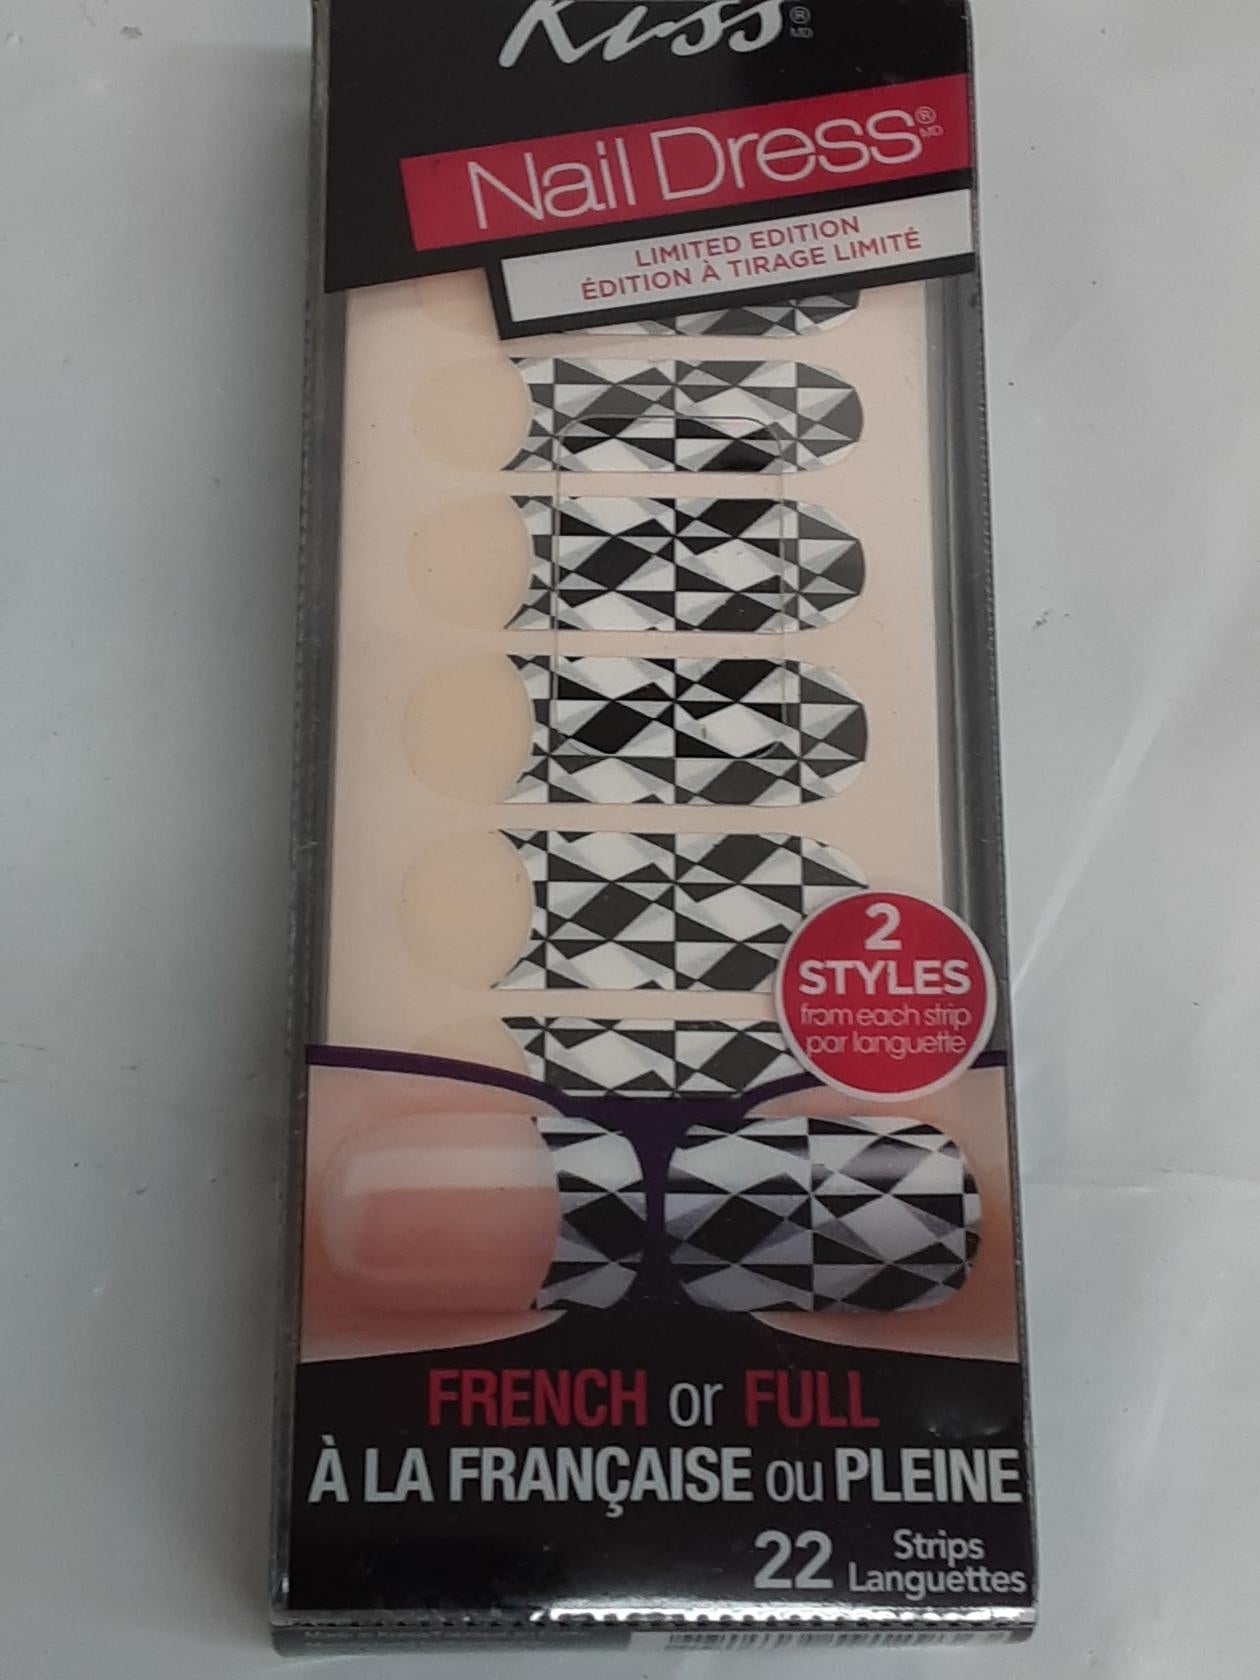 Kiss® MD
Nail Dress® MD
LIMITED EDITION
ÉDITION À TIRAGE LIMITÉ
2
STYLES
from each strip
par languette
FRENCH or FULL
À LA FRANÇAISE ou PLEINE
22 Strips
Languettes